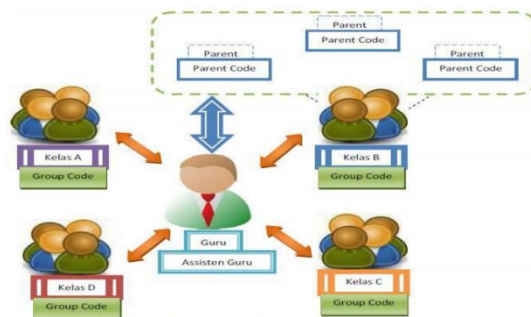 Parent
Parent Code
Parent
Parent Code
Parent
Parent Code
Kelas A
Group Code
Kelas B
Group Code
Guru
Assisten Guru
Kelas D
Group Code
Kelas C
Group Code